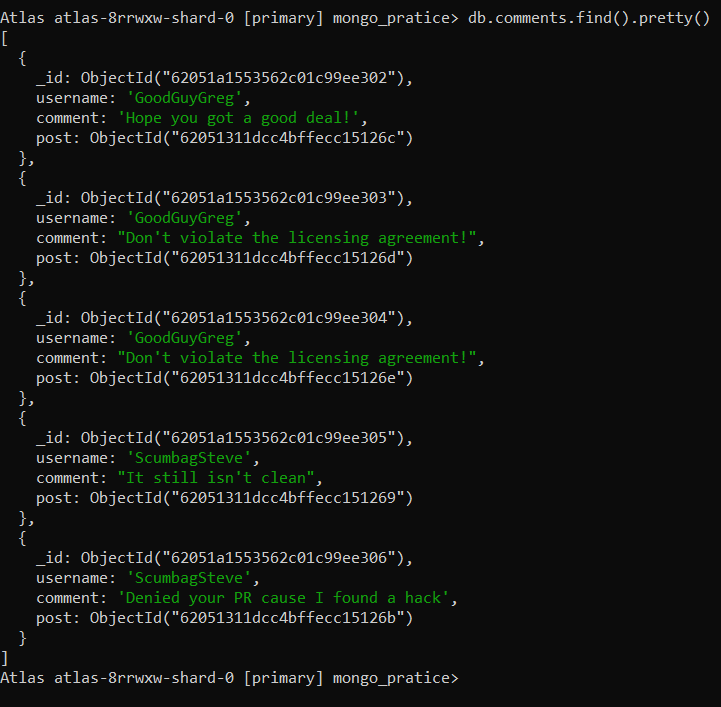 Atlas atlas-8rrwxw-shard-0 [primary] mongo_pratice> db.comments.find().pretty()
[
  {
    _id: ObjectId("62051a1553562c01c99ee302"),
    username: 'GoodGuyGreg',
    comment: 'Hope you got a good deal!',
    post: ObjectId("62051311dcc4bffecc15126c")
  },
  {
    _id: ObjectId("62051a1553562c01c99ee303"),
    username: 'GoodGuyGreg',
    comment: "Don't violate the licensing agreement!",
    post: ObjectId("62051311dcc4bffecc15126d")
  },
  {
    _id: ObjectId("62051a1553562c01c99ee304"),
    username: 'GoodGuyGreg',
    comment: "Don't violate the licensing agreement!",
    post: ObjectId("62051311dcc4bffecc15126e")
  },
  {
    _id: ObjectId("62051a1553562c01c99ee305"),
    username: 'ScumbagSteve',
    comment: "It still isn't clean",
    post: ObjectId("62051311dcc4bffecc151269")
  },
  {
    _id: ObjectId("62051a1553562c01c99ee306"),
    username: 'ScumbagSteve',
    comment: 'Denied your PR cause I found a hack',
    post: ObjectId("62051311dcc4bffecc15126b")
  }
]
Atlas atlas-8rrwxw-shard-0 [primary] mongo_pratice>